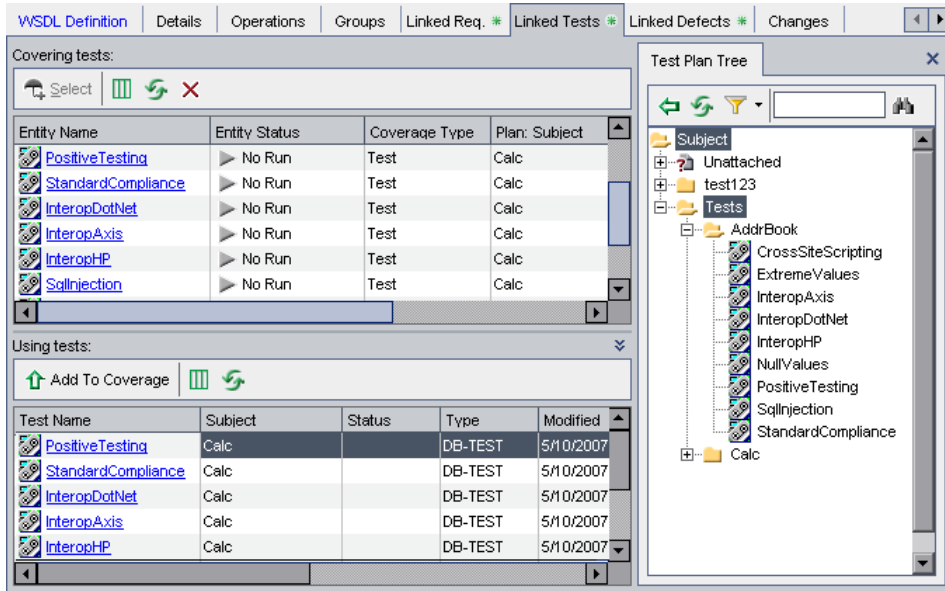 WSDL Definition Details Operations Groups Linked Req. * Linked Tests * Linked Defects * Changes
Covering tests:
Select
Entity Name Entity Status Coverage Type Plan: Subject
PositiveTesting No Run Test Calc
StandardCompliance No Run Test Calc
InteropDotNet No Run Test Calc
InteropAxis No Run Test Calc
InteropHP No Run Test Calc
SqlInjection No Run Test Calc
Using tests:
Add To Coverage
Test Name Subject Status Type Modified
PositiveTesting Calc DB-TEST 5/10/2007
StandardCompliance Calc DB-TEST 5/10/2007
InteropDotNet Calc DB-TEST 5/10/2007
InteropAxis Calc DB-TEST 5/10/2007
InteropHP Calc DB-TEST 5/10/2007
Test Plan Tree
Subject
Unattached
test123
Tests
AddrBook
CrossSiteScripting
ExtremeValues
InteropAxis
InteropDotNet
InteropHP
NullValues
PositiveTesting
SqlInjection
StandardCompliance
Calc